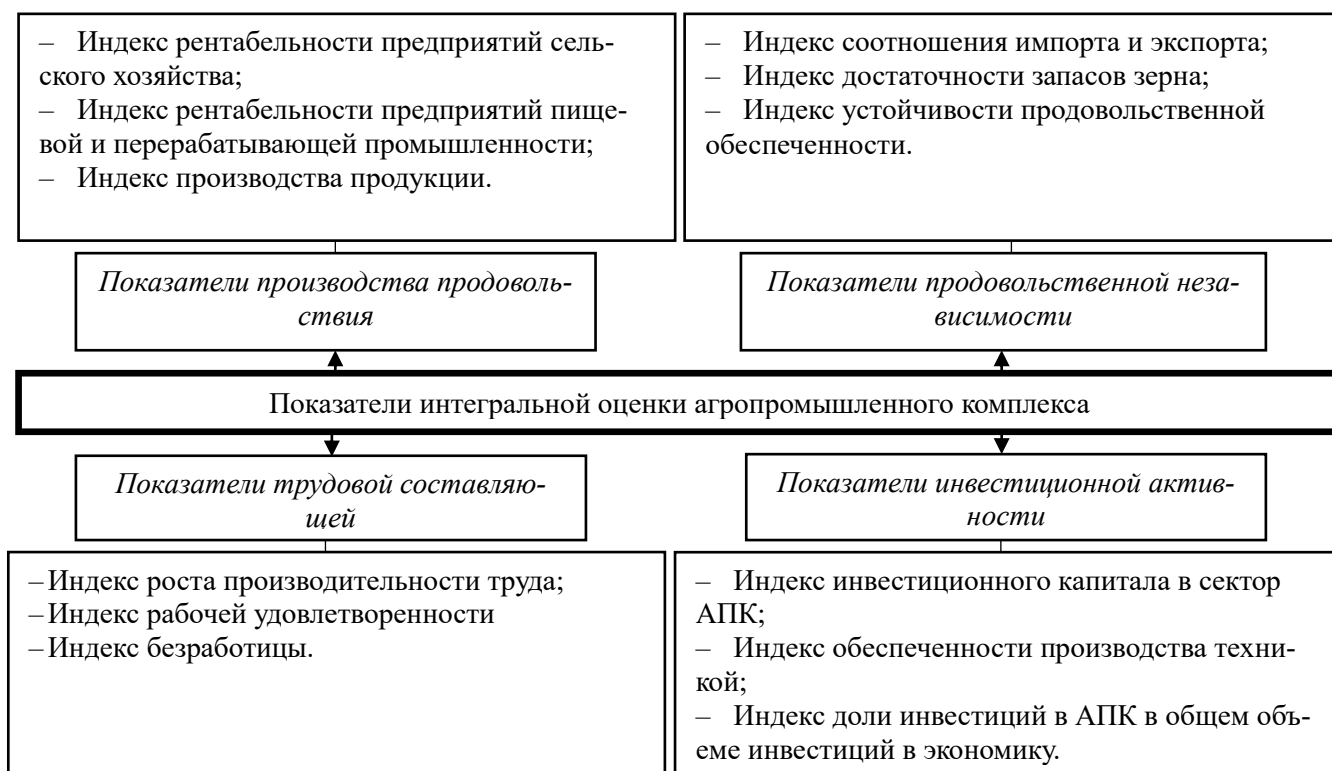 – Индекс рентабельности предприятий сель-
ского хозяйства;
– Индекс рентабельности предприятий пище-
вой и перерабатывающей промышленности;
– Индекс производства продукции.
– Индекс соотношения импорта и экспорта;
– Индекс достаточности запасов зерна;
– Индекс устойчивости продовольственной
обеспеченности.
Показатели производства продоволь-
ствия
Показатели продовольственной неза-
висимости
Показатели интегральной оценки агропромышленного комплекса
Показатели трудовой составляю-
щей
Показатели инвестиционной актив-
ности
– Индекс роста производительности труда;
– Индекс рабочей удовлетворенности
– Индекс безработицы.
– Индекс инвестиционного капитала в сектор
АПК;
– Индекс обеспеченности производства техни-
кой;
– Индекс доли инвестиций в АПК в общем объ-
еме инвестиций в экономику.